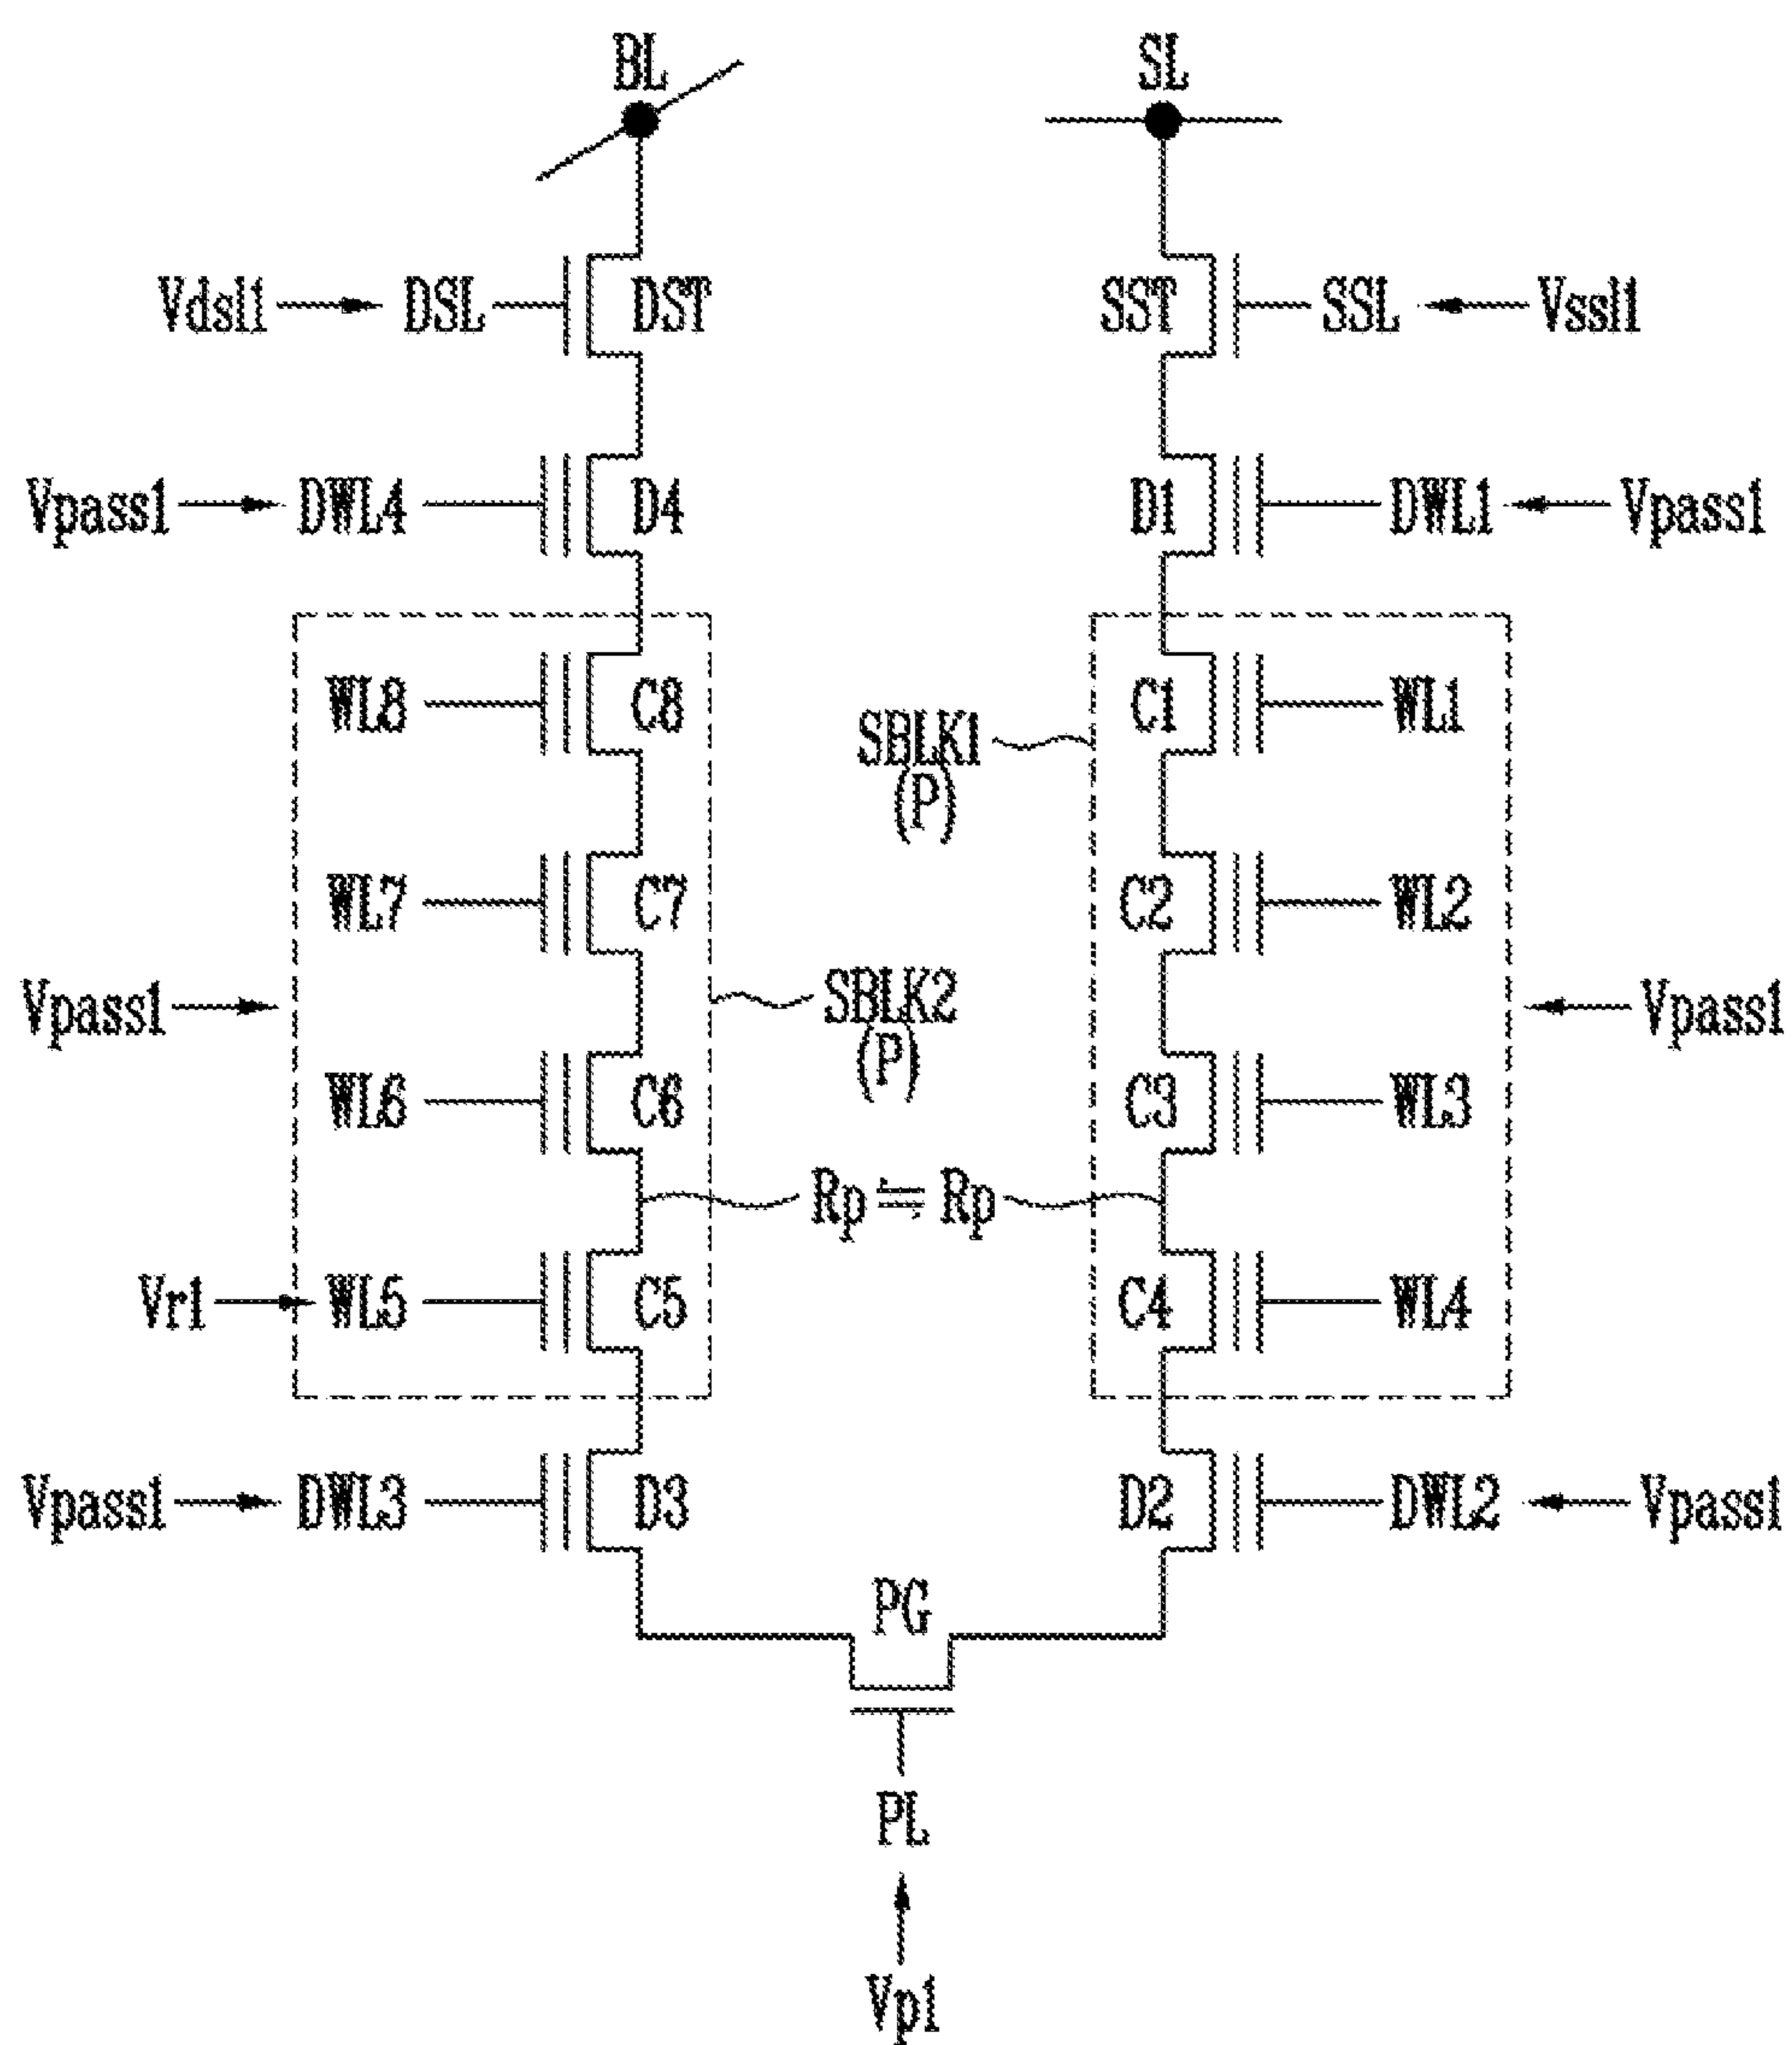 BL SL
Vdsl1 DSL DST SST SSL Vssl1
Vpass1 DWL4 D4 D1 DWL1 Vpass1
WL8 C8 C1 WL1
SBLK1
(P)
WL7 C7 C2 WL2
Vpass1 SBLK2 Vpass1
(P)
WL6 C6 C3 WL3
Rp ≒ Rp
Vr1 WL5 C5 C4 WL4
Vpass1 DWL3 D3 D2 DWL2 Vpass1
PG
PL
Vp1